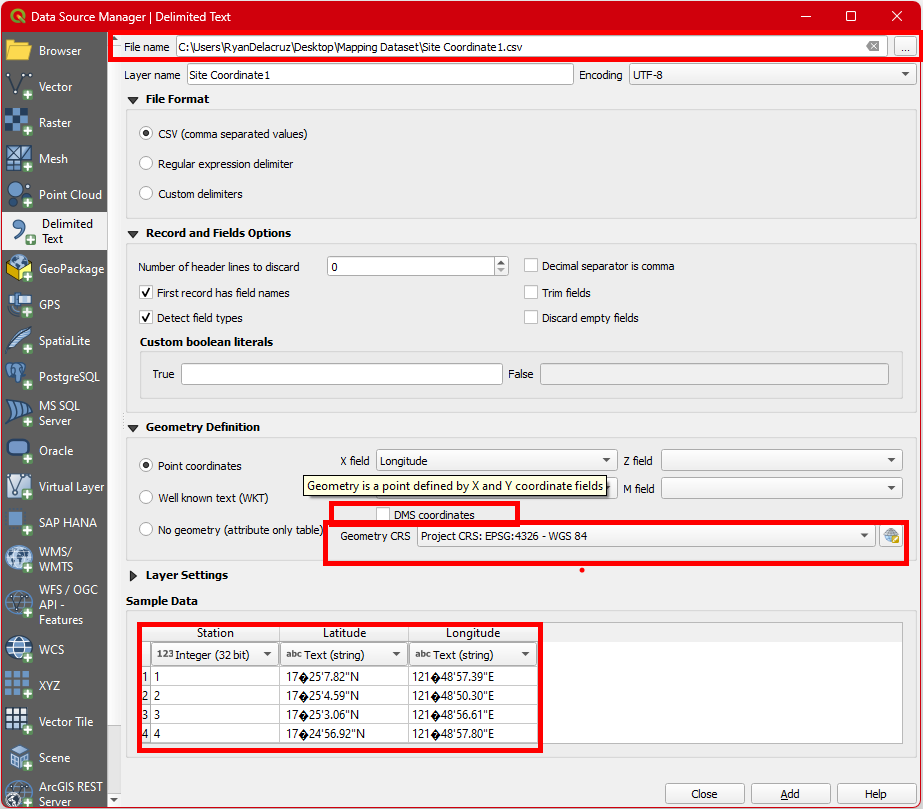 Data Source Manager | Delimited Text
Browser
Vector
Raster
Mesh
Point Cloud
Delimited
Text
GeoPackage
GPS
SpatiaLite
PostgreSQL
MS SQL
Server
Oracle
Virtual Layer
SAP HANA
WMS/
WMTS
WFS / OGC
API -
Features
WCS
XYZ
Vector Tile
Scene
ArcGIS REST
Server
File name C:\Users\RyanDelacruz\Desktop\Mapping Dataset\Site Coordinate1.csv ...
Layer name Site Coordinate1 Encoding UTF-8
File Format
CSV (comma separated values)
Regular expression delimiter
Custom delimiters
Record and Fields Options
Number of header lines to discard 0 Decimal separator is comma
First record has field names Trim fields
Detect field types Discard empty fields
Custom boolean literals
True False
Geometry Definition
Point coordinates X field Longitude Z field
Geometry is a point defined by X and Y coordinate fields
Well known text (WKT) M field
DMS coordinates
No geometry (attribute only table)
Geometry CRS Project CRS: EPSG:4326 - WGS 84
Layer Settings
Sample Data
Station Latitude Longitude
123 Integer (32 bit) abc Text (string) abc Text (string)
1 1 17�25'7.82"N 121�48'57.39"E
2 2 17�25'4.59"N 121�48'50.30"E
3 3 17�25'3.06"N 121�48'56.61"E
4 4 17�24'56.92"N 121�48'57.80"E
Close Add Help